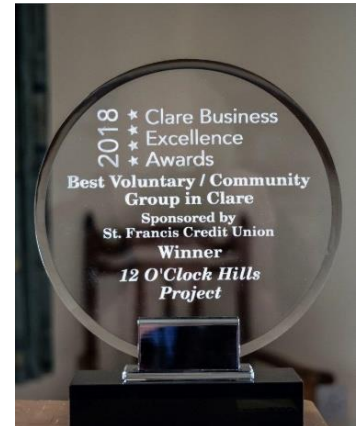 2018
Clare Business
Excellence
Awards
Best Voluntary / Community
Group in Clare
Sponsored by
St. Francis Credit Union
Winner
12 O'Clock Hills
Project